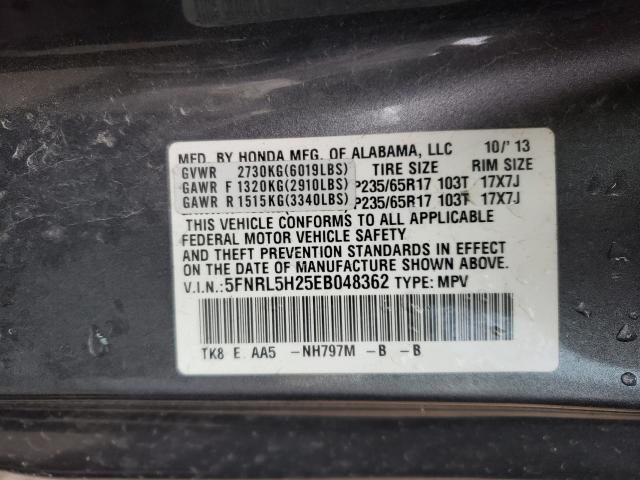 MFD. BY HONDA MFG. OF ALABAMA, LLC 10/'13
GVWR 2730KG(6019LBS) TIRE SIZE RIM SIZE
GAWR F 1320KG(2910LBS) P235/65R17 103T 17X7J
GAWR R 1515KG(3340LBS) P235/65R17 103T 17X7J
THIS VEHICLE CONFORMS TO ALL APPLICABLE
FEDERAL MOTOR VEHICLE SAFETY
AND THEFT PREVENTION STANDARDS IN EFFECT
ON THE DATE OF MANUFACTURE SHOWN ABOVE.
V.I.N.:5FNRL5H25EB048362 TYPE: MPV
TK8 E AA5 -NH797M -B -B